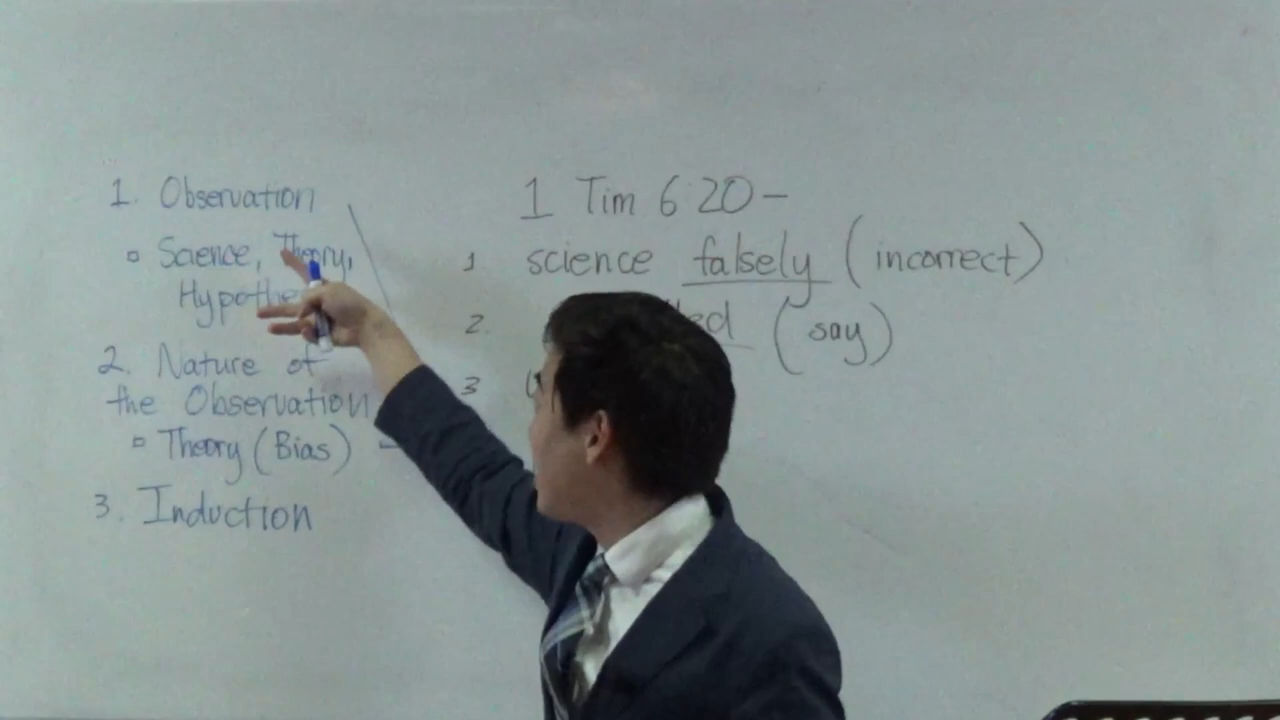 1. Observation
▫ Science, Theory,
Hypothe
2. Nature of
the Observation
▫ Theory (Bias) -
3. Induction
1 Tim 6:20-
1 science falsely (incorrect)
2. ed (say)
3